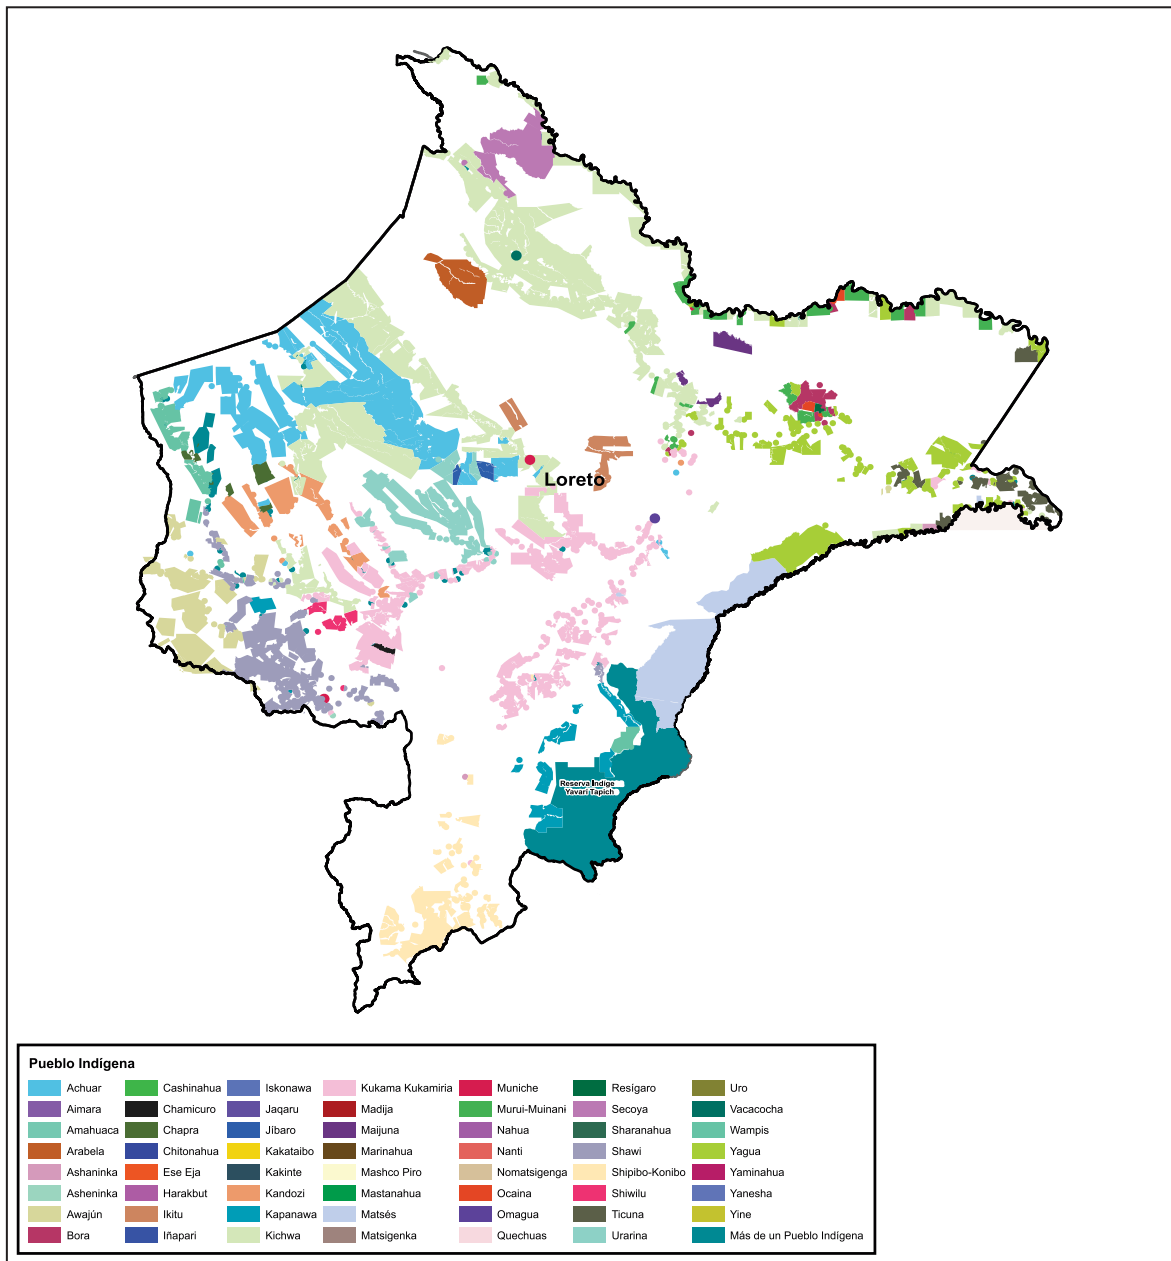 Loreto
Reserva Indige
Yavari Tapich
Pueblo Indígena
Achuar
Aimara
Amahuaca
Arabela
Ashaninka
Asheninka
Awajún
Bora
Cashinahua
Chamicuro
Chapra
Chitonahua
Ese Eja
Harakbut
Ikitu
Iñapari
Iskonawa
Jaqaru
Jibaro
Kakataibo
Kakinte
Kandozi
Kapanawa
Kichwa
Kukama Kukamiria
Madija
Maijuna
Marinahua
Mashco Piro
Mastanahua
Matsés
Matsigenka
Muniche
Murui-Muinani
Nahua
Nanti
Nomatsigenga
Ocaina
Omagua
Quechuas
Resígaro
Secoya
Sharanahua
Shawi
Shipibo-Konibo
Shiwilu
Ticuna
Urarina
Uro
Vacacocha
Wampis
Yagua
Yaminahua
Yanesha
Yine
Más de un Pueblo Indígena